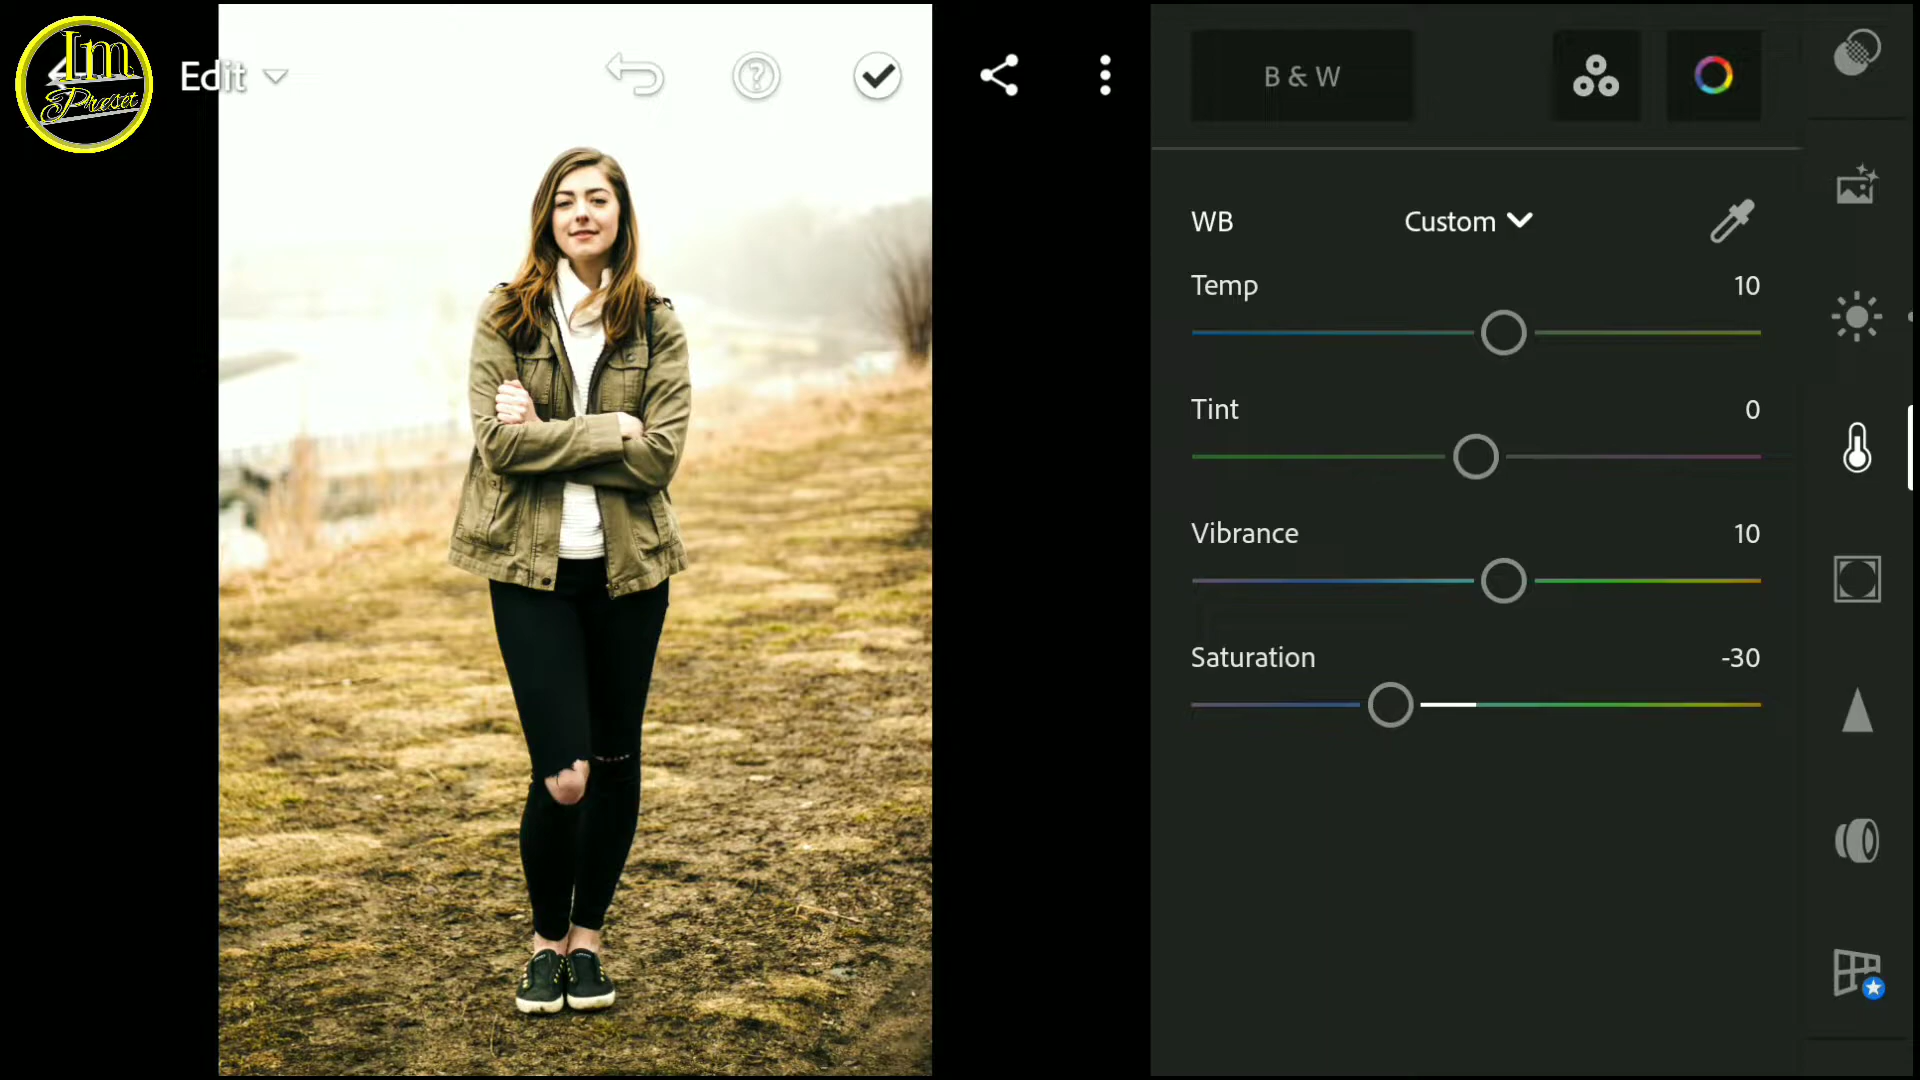 Im
Preset
Edit
B & W
WB
Custom
Temp
10
Tint
0
Vibrance
10
Saturation
-30